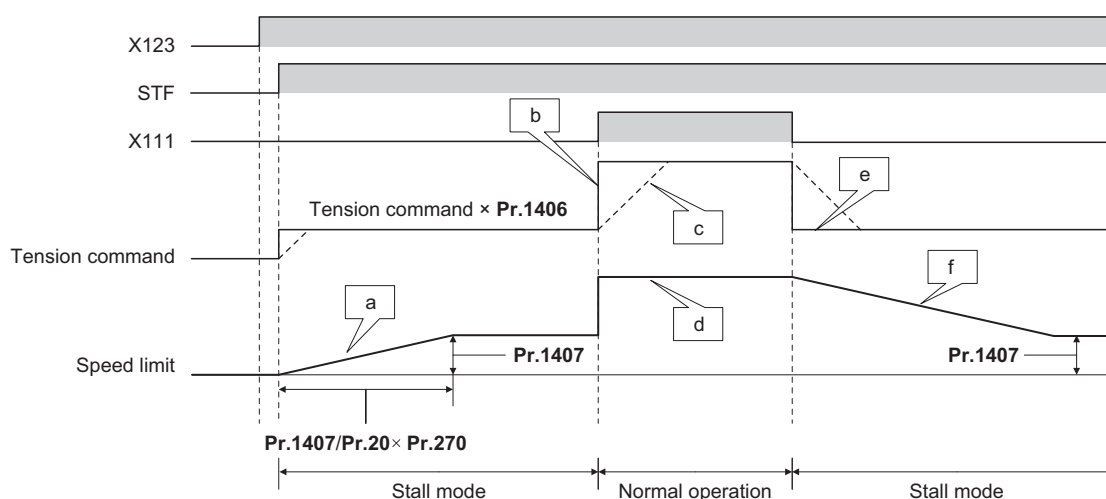 X123
STF
X111
b
e
Tension command × Pr.1406
c
Tension command
f
a
d
Pr.1407
Pr.1407
Speed limit
Pr.1407/Pr.20× Pr.270
Stall mode
Normal operation
Stall mode